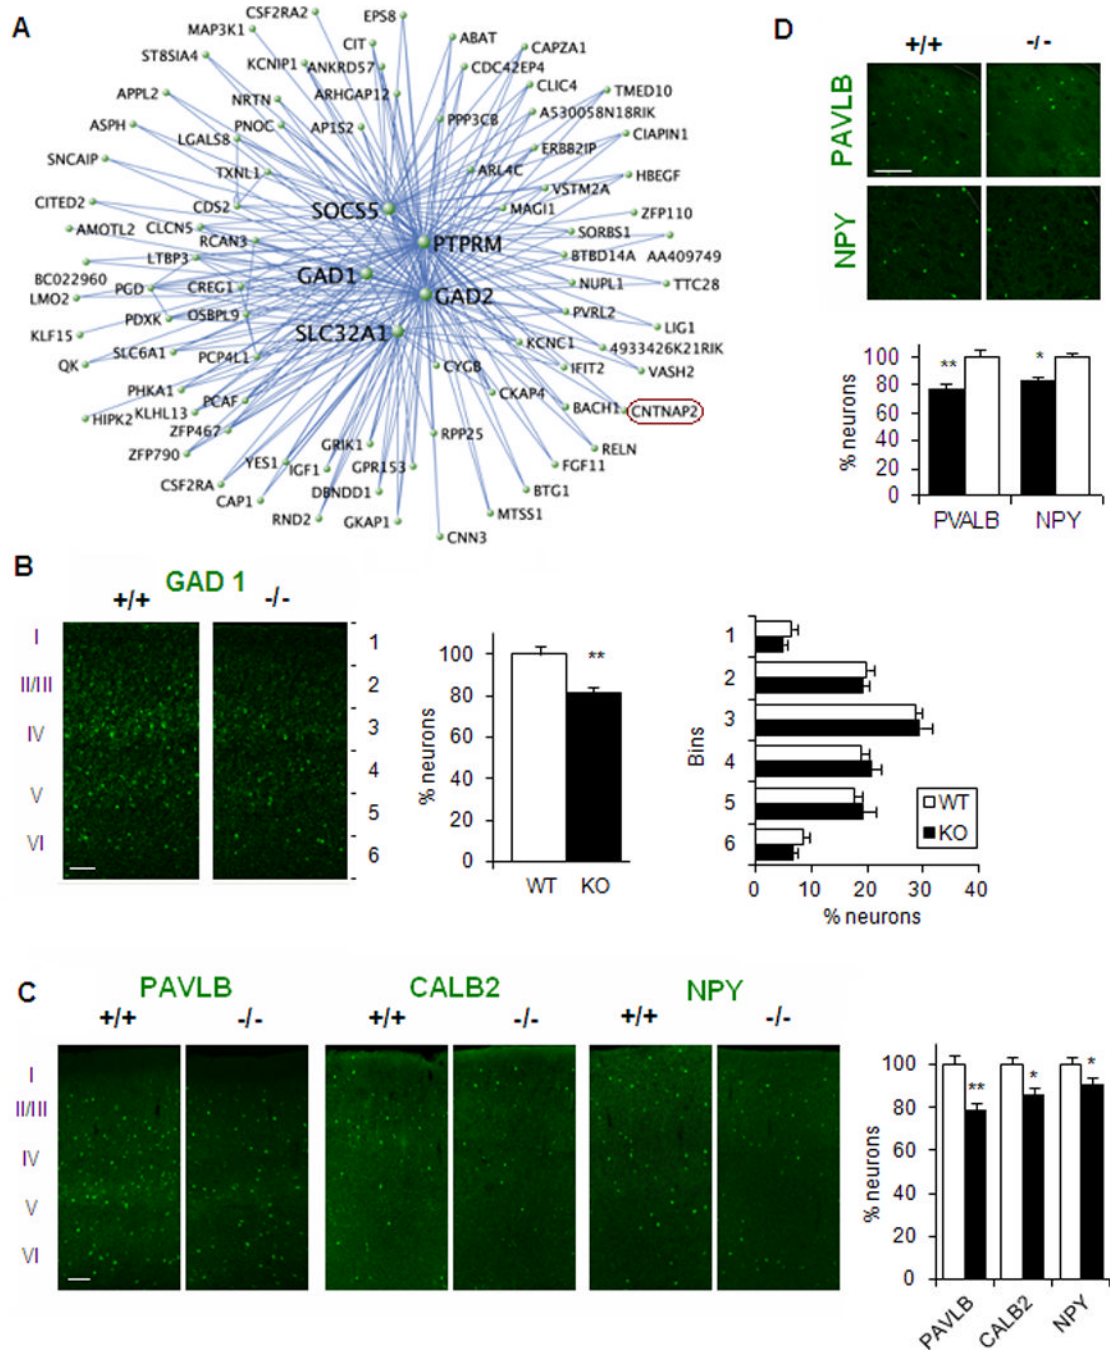 A
CSF2RA2
EPS8
MAP3K1
CIT
ABAT
CAPZA1
ST8SIA4
KCNIP1
ANKRD57
CDC42EP4
CLIC4
TMED10
APPL2
NRTN
ARHGAP12
A530058N18RIK
PPP3CB
ASPH
PNOC
AP1S2
CIAPIN1
LGALS8
ERBB2IP
SNCAIP
TXNL1
ARL4C
HBEGF
VSTM2A
CITED2
CDS2
SOCS5
MAGI1
ZFP110
AMOTL2
CLCN5
SORBS1
RCAN3
PTPRM
LTBP3
BTBD14A
AA409749
BC022960
GAD1
PGD
CREG1
GAD2
NUPL1
TTC28
LMO2
PDXK
OSBPL9
PVRL2
LIG1
KLF15
SLC32A1
KCNC1
4933426K21RIK
SLC6A1
PCP4L1
QK
CYGB
IFIT2
VASH2
PHKA1
CKAP4
PCAF
BACH1
CNTNAP2
HIPK2
KLHL13
ZFP467
RPP25
GRIK1
RELN
ZFP790
YES1
IGF1
GPR153
FGF11
CSF2RA
DBNDD1
BTG1
CAP1
RND2
GKAP1
MTSS1
CNN3
D
+/+ -/-
PAVLB
NPY
100
80
60
40
20
0
% neurons
** *
PVALB NPY
B
GAD 1
+/+ -/-
I
II/III
IV
V
VI
1
2
3
4
5
6
% neurons
100
80
60
40
20
0
**
WT KO
Bins
1
2
3
4
5
6
WT
KO
0 10 20 30 40
% neurons
C
PAVLB CALB2 NPY
+/+ -/- +/+ -/- +/+ -/-
I
II/III
IV
V
VI
% neurons
100
80
60
40
20
0
** * *
PAVLB CALB2 NPY